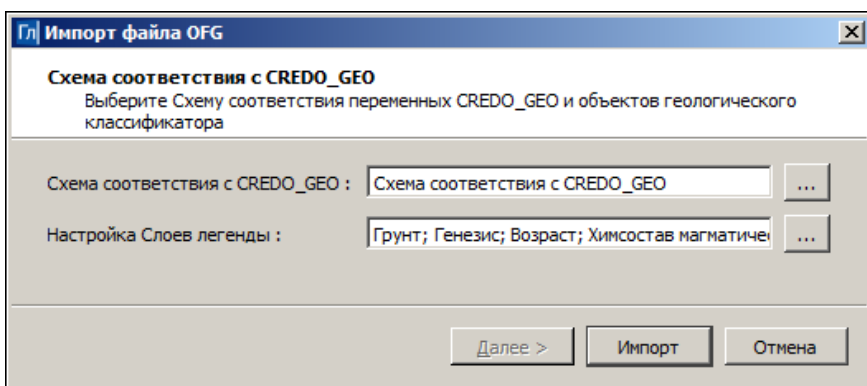 Гл Импорт файла OFG
Схема соответствия с CREDO_GEO
Выберите Схему соответствия переменных CREDO_GEO и объектов геологического
классификатора
Схема соответствия с CREDO_GEO : Схема соответствия с CREDO_GEO ...
Настройка Слоев легенды : Грунт; Генезис; Возраст; Химсостав магматиче ...
Далее > Импорт Отмена